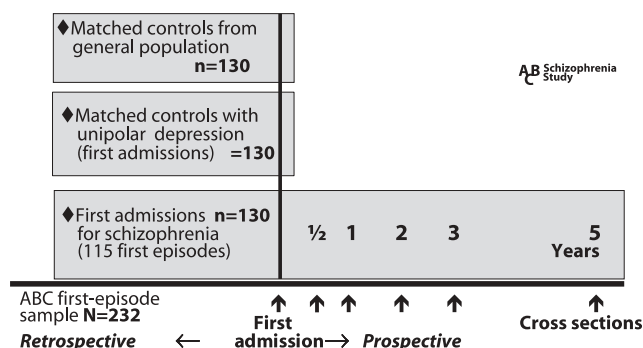 ♦Matched controls from
general population
n=130
ABC Schizophrenia
Study
♦Matched controls with
unipolar depression
(first admissions) =130
♦First admissions n=130
for schizophrenia
(115 first episodes)
½ 1 2 3 5
Years
ABC first-episode
sample N=232
First
admission
Cross sections
Retrospective ← → Prospective